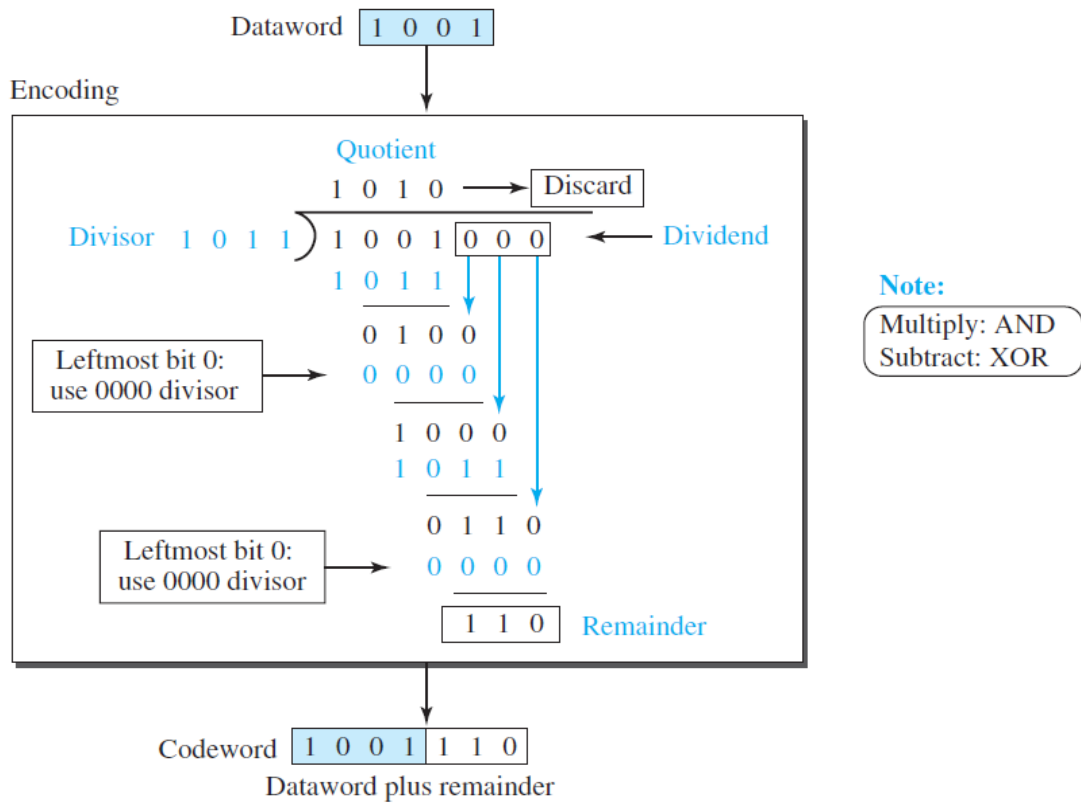 Dataword 1 0 0 1
Encoding
Quotient
1 0 1 0 Discard
Divisor 1 0 1 1 1 0 0 1 0 0 0 Dividend
1 0 1 1
Note:
Multiply: AND
Subtract: XOR
0 1 0 0
Leftmost bit 0:
use 0000 divisor
0 0 0 0
1 0 0 0
1 0 1 1
0 1 1 0
Leftmost bit 0:
use 0000 divisor
0 0 0 0
1 1 0 Remainder
Codeword 1 0 0 1 1 1 0
Dataword plus remainder